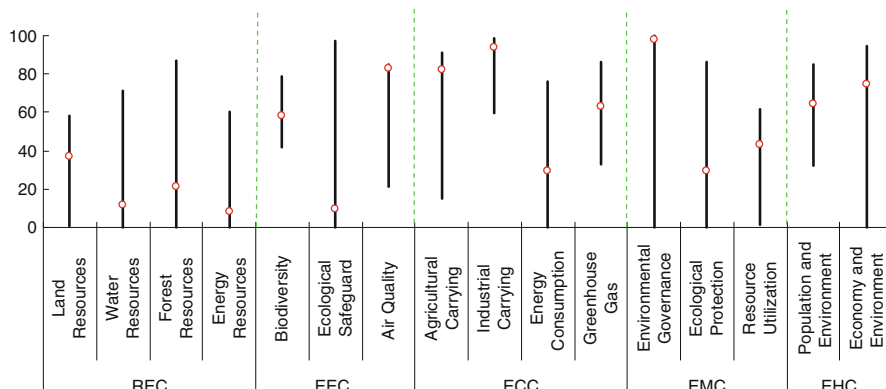 100
80
60
40
20
0
Land
Resources
Water
Resources
Forest
Resources
Energy
Resources
Biodiversity
Ecological
Safeguard
Air Quality
Agricultural
Carrying
Industrial
Carrying
Energy
Consumption
Greenhouse
Gas
Environmental
Governance
Ecological
Protection
Resource
Utilization
Population and
Environment
Economy and
Environment